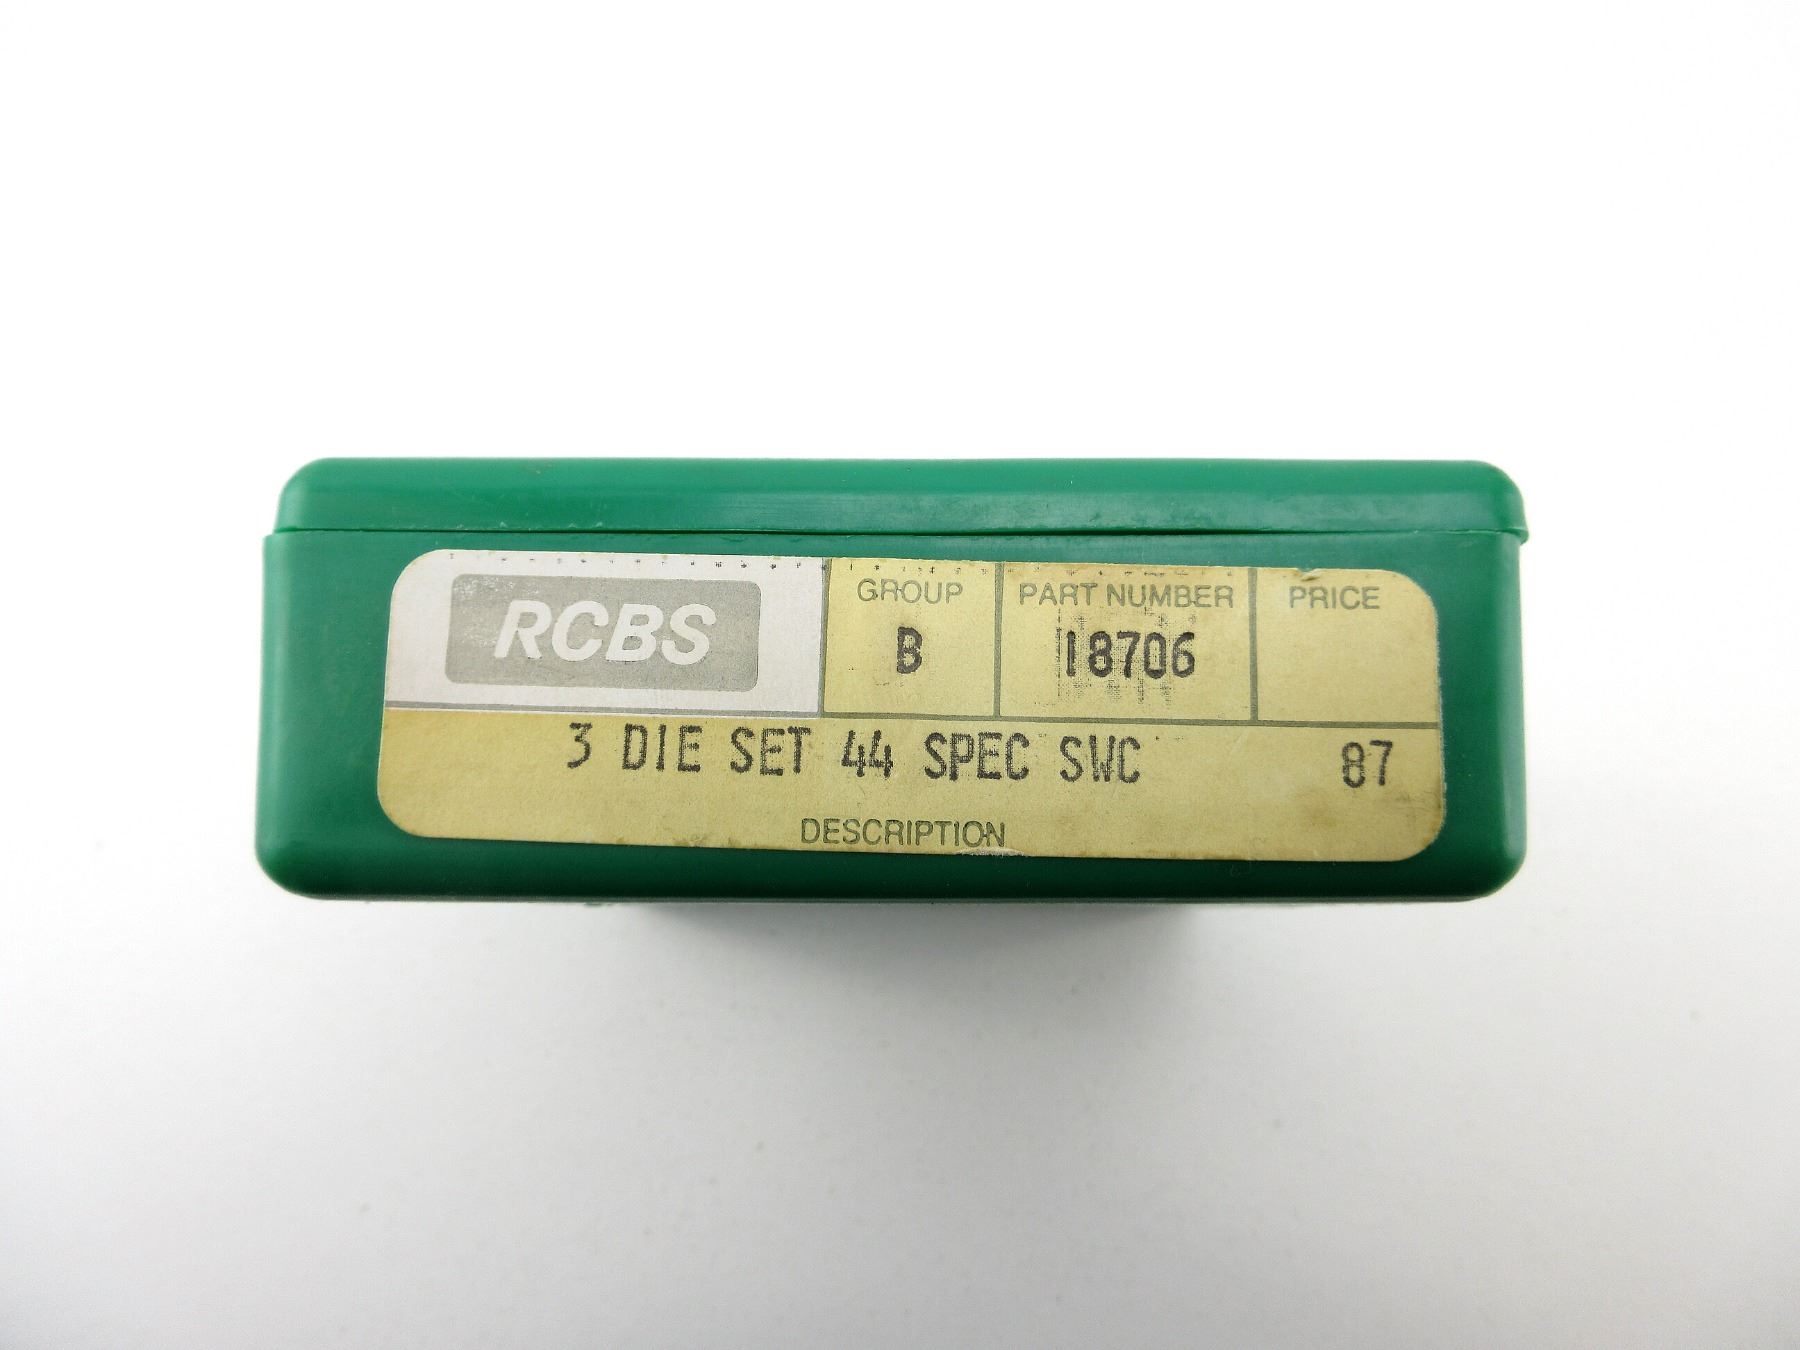 RCBS
GROUP PART NUMBER PRICE
B 18706
3 DIE SET 44 SPEC SWC 87
DESCRIPTION